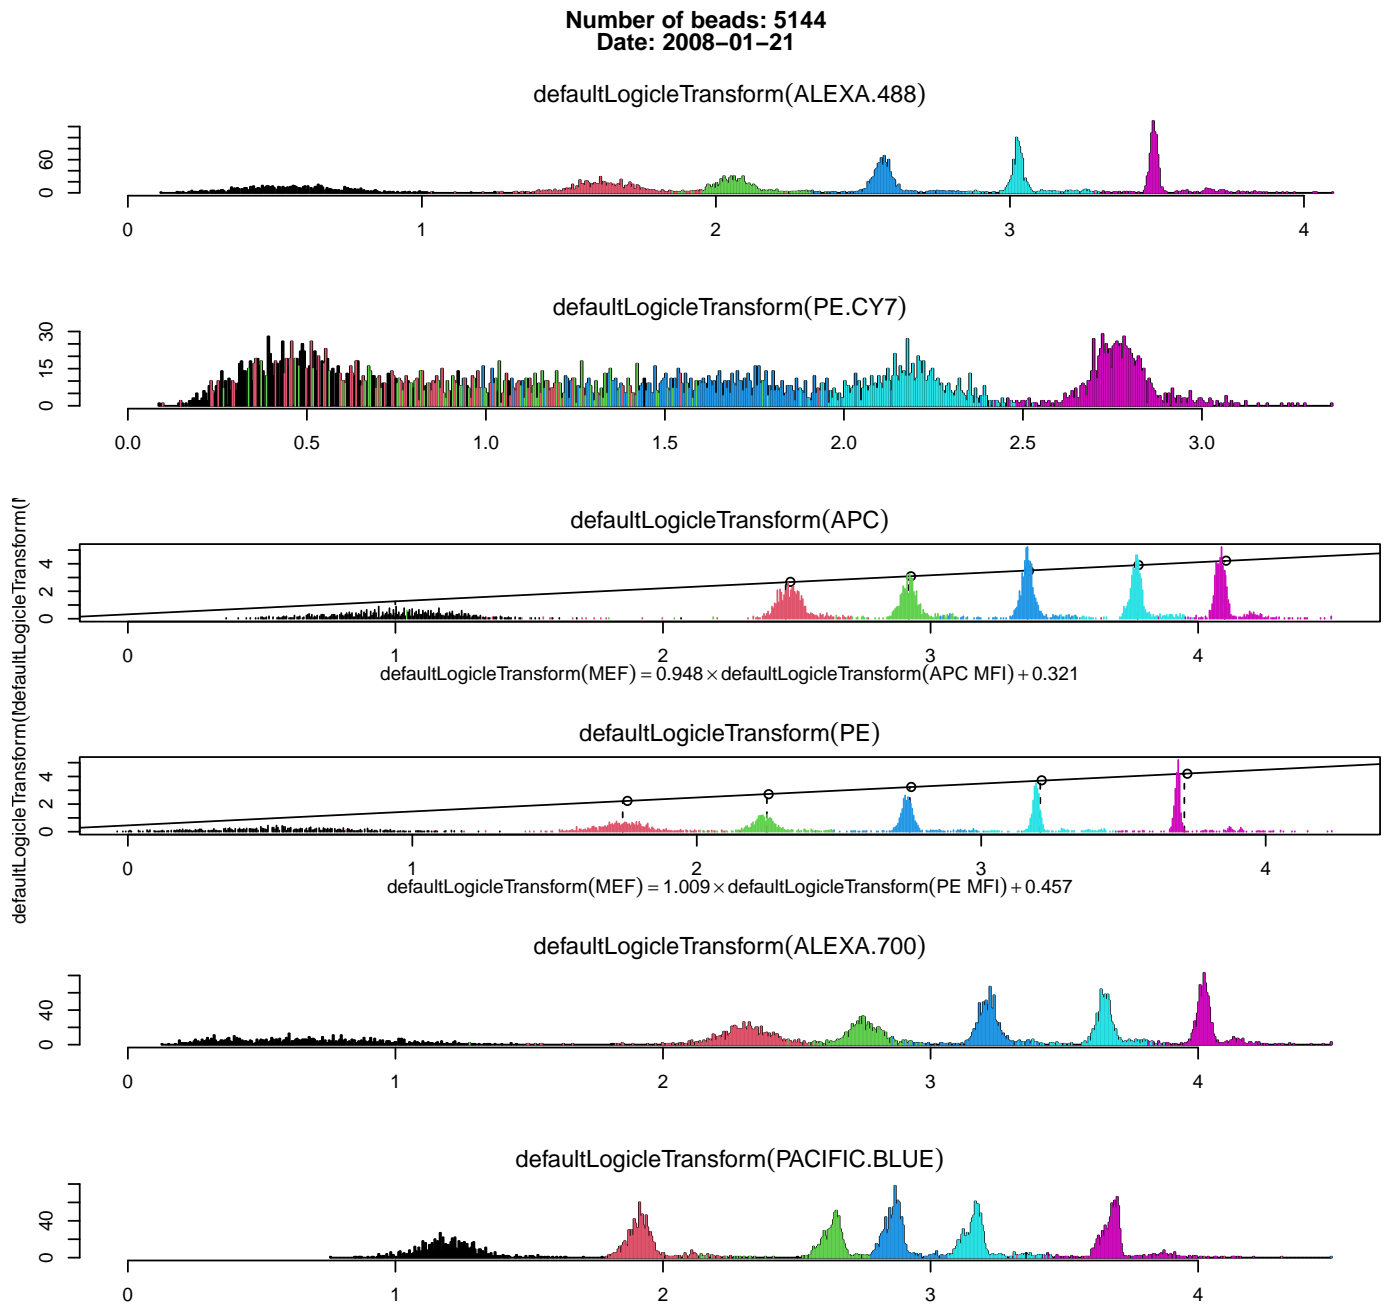 Number of beads: 5144
Date: 2008−01−21
defaultLogicleTransform(ALEXA.488)
0 60
0 1 2 3 4
defaultLogicleTransform(PE.CY7)
0 15 30
0.0 0.5 1.0 1.5 2.0 2.5 3.0
defaultLogicleTransform(APC)
defaultLogicleTransform(
0 2 4
0 1 2 3 4
defaultLogicleTransform(MEF) = 0.948 × defaultLogicleTransform(APC MFI) + 0.321
defaultLogicleTransform(PE)
defaultLogicleTransform(
0 2 4
0 1 2 3 4
defaultLogicleTransform(MEF) = 1.009 × defaultLogicleTransform(PE MFI) + 0.457
defaultLogicleTransform(ALEXA.700)
0 40
0 1 2 3 4
defaultLogicleTransform(PACIFIC.BLUE)
0 40
0 1 2 3 4